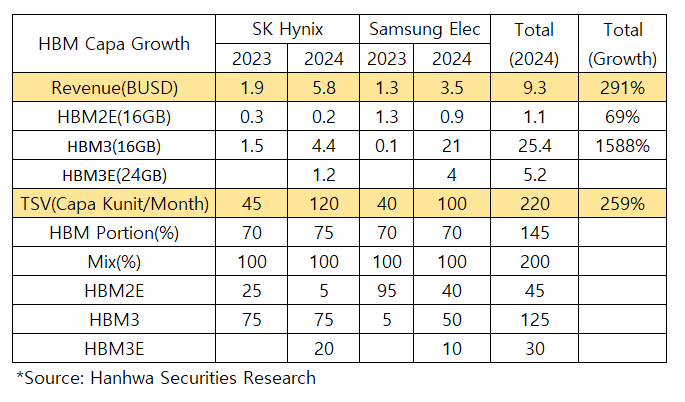 HBM Capa Growth SK Hynix Samsung Elec Total (2024) Total (Growth)
2023 2024 2023 2024
Revenue(BUSD) 1.9 5.8 1.3 3.5 9.3 291%
HBM2E(16GB) 0.3 0.2 1.3 0.9 1.1 69%
HBM3(16GB) 1.5 4.4 0.1 21 25.4 1588%
HBM3E(24GB) 1.2 4 5.2
TSV(Capa Kunit/Month) 45 120 40 100 220 259%
HBM Portion(%) 70 75 70 70 145
Mix(%) 100 100 100 100 200
HBM2E 25 5 95 40 45
HBM3 75 75 5 50 125
HBM3E 20 10 30
*Source: Hanhwa Securities Research